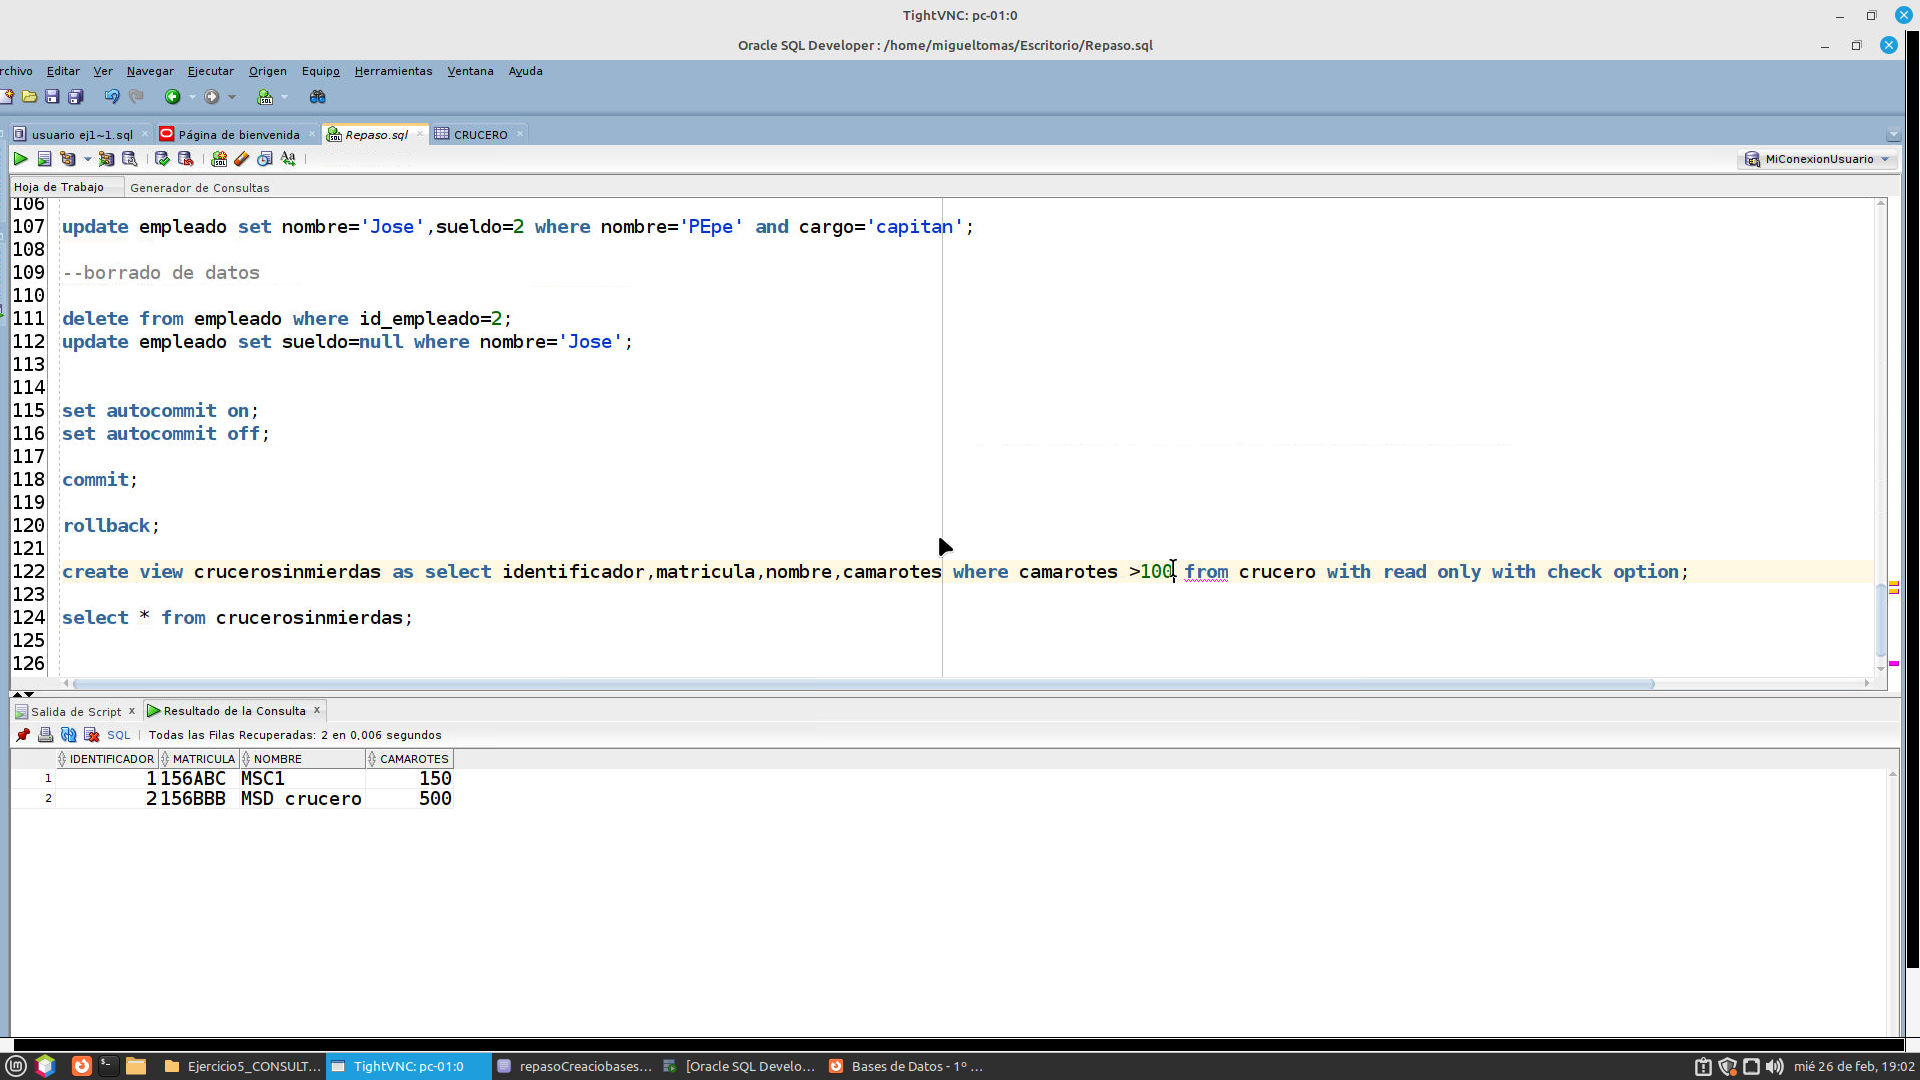 TightVNC: pc-01:0
Oracle SQL Developer : /home/migueltomas/Escritorio/Repaso.sql
rchivo Editar Ver Navegar Ejecutar Origen Equipo Herramientas Ventana Ayuda
usuario ej1~1.sql Página de bienvenida Repaso.sql CRUCERO
MiConexionUsuario
Hoja de Trabajo Generador de Consultas
106
107 update empleado set nombre='Jose',sueldo=2 where nombre='PEpe' and cargo='capitan';
108
109 --borrado de datos
110
111 delete from empleado where id_empleado=2;
112 update empleado set sueldo=null where nombre='Jose';
113
114
115 set autocommit on;
116 set autocommit off;
117
118 commit;
119
120 rollback;
121
122 create view crucerosinmierdas as select identificador,matricula,nombre,camarotes where camarotes >100 from crucero with read only with check option;
123
124 select * from crucerosinmierdas;
125
126
Salida de Script x Resultado de la Consulta x
SQL Todas las Filas Recuperadas: 2 en 0,006 segundos
IDENTIFICADOR MATRICULA NOMBRE CAMAROTES
1 1 156ABC MSC1 150
2 2 156BBB MSD crucero 500
Ejercicio5_CONSULT... TightVNC: pc-01:0 repasoCreaciobases... [Oracle SQL Develo... Bases de Datos - 1º ... mié 26 de feb, 19:02